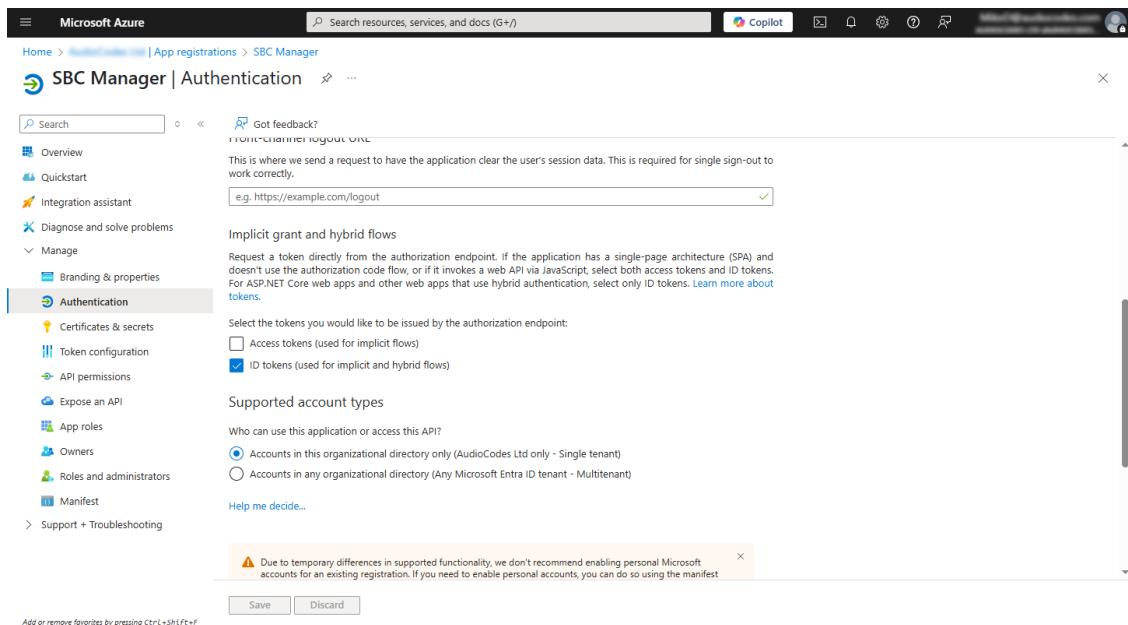 Microsoft Azure
Search resources, services, and docs (G+/)
Copilot
Home > | App registrations > SBC Manager
SBC Manager | Authentication
Search
Got feedback?
Overview
Quickstart
Integration assistant
Diagnose and solve problems
Manage
Branding & properties
Authentication
Certificates & secrets
Token configuration
API permissions
Expose an API
App roles
Owners
Roles and administrators
Manifest
Support + Troubleshooting
Add or remove favorites by pressing Ctrl+Shift+F
Front-channel logout URL
This is where we send a request to have the application clear the user's session data. This is required for single sign-out to
work correctly.
e.g. https://example.com/logout
Implicit grant and hybrid flows
Request a token directly from the authorization endpoint. If the application has a single-page architecture (SPA) and
doesn't use the authorization code flow, or if it invokes a web API via JavaScript, select both access tokens and ID tokens.
For ASP.NET Core web apps and other web apps that use hybrid authentication, select only ID tokens. Learn more about
tokens.
Select the tokens you would like to be issued by the authorization endpoint:
Access tokens (used for implicit flows)
ID tokens (used for implicit and hybrid flows)
Supported account types
Who can use this application or access this API?
Accounts in this organizational directory only (AudioCodes Ltd only - Single tenant)
Accounts in any organizational directory (Any Microsoft Entra ID tenant - Multitenant)
Help me decide...
Due to temporary differences in supported functionality, we don't recommend enabling personal Microsoft
accounts for an existing registration. If you need to enable personal accounts, you can do so using the manifest
Save
Discard